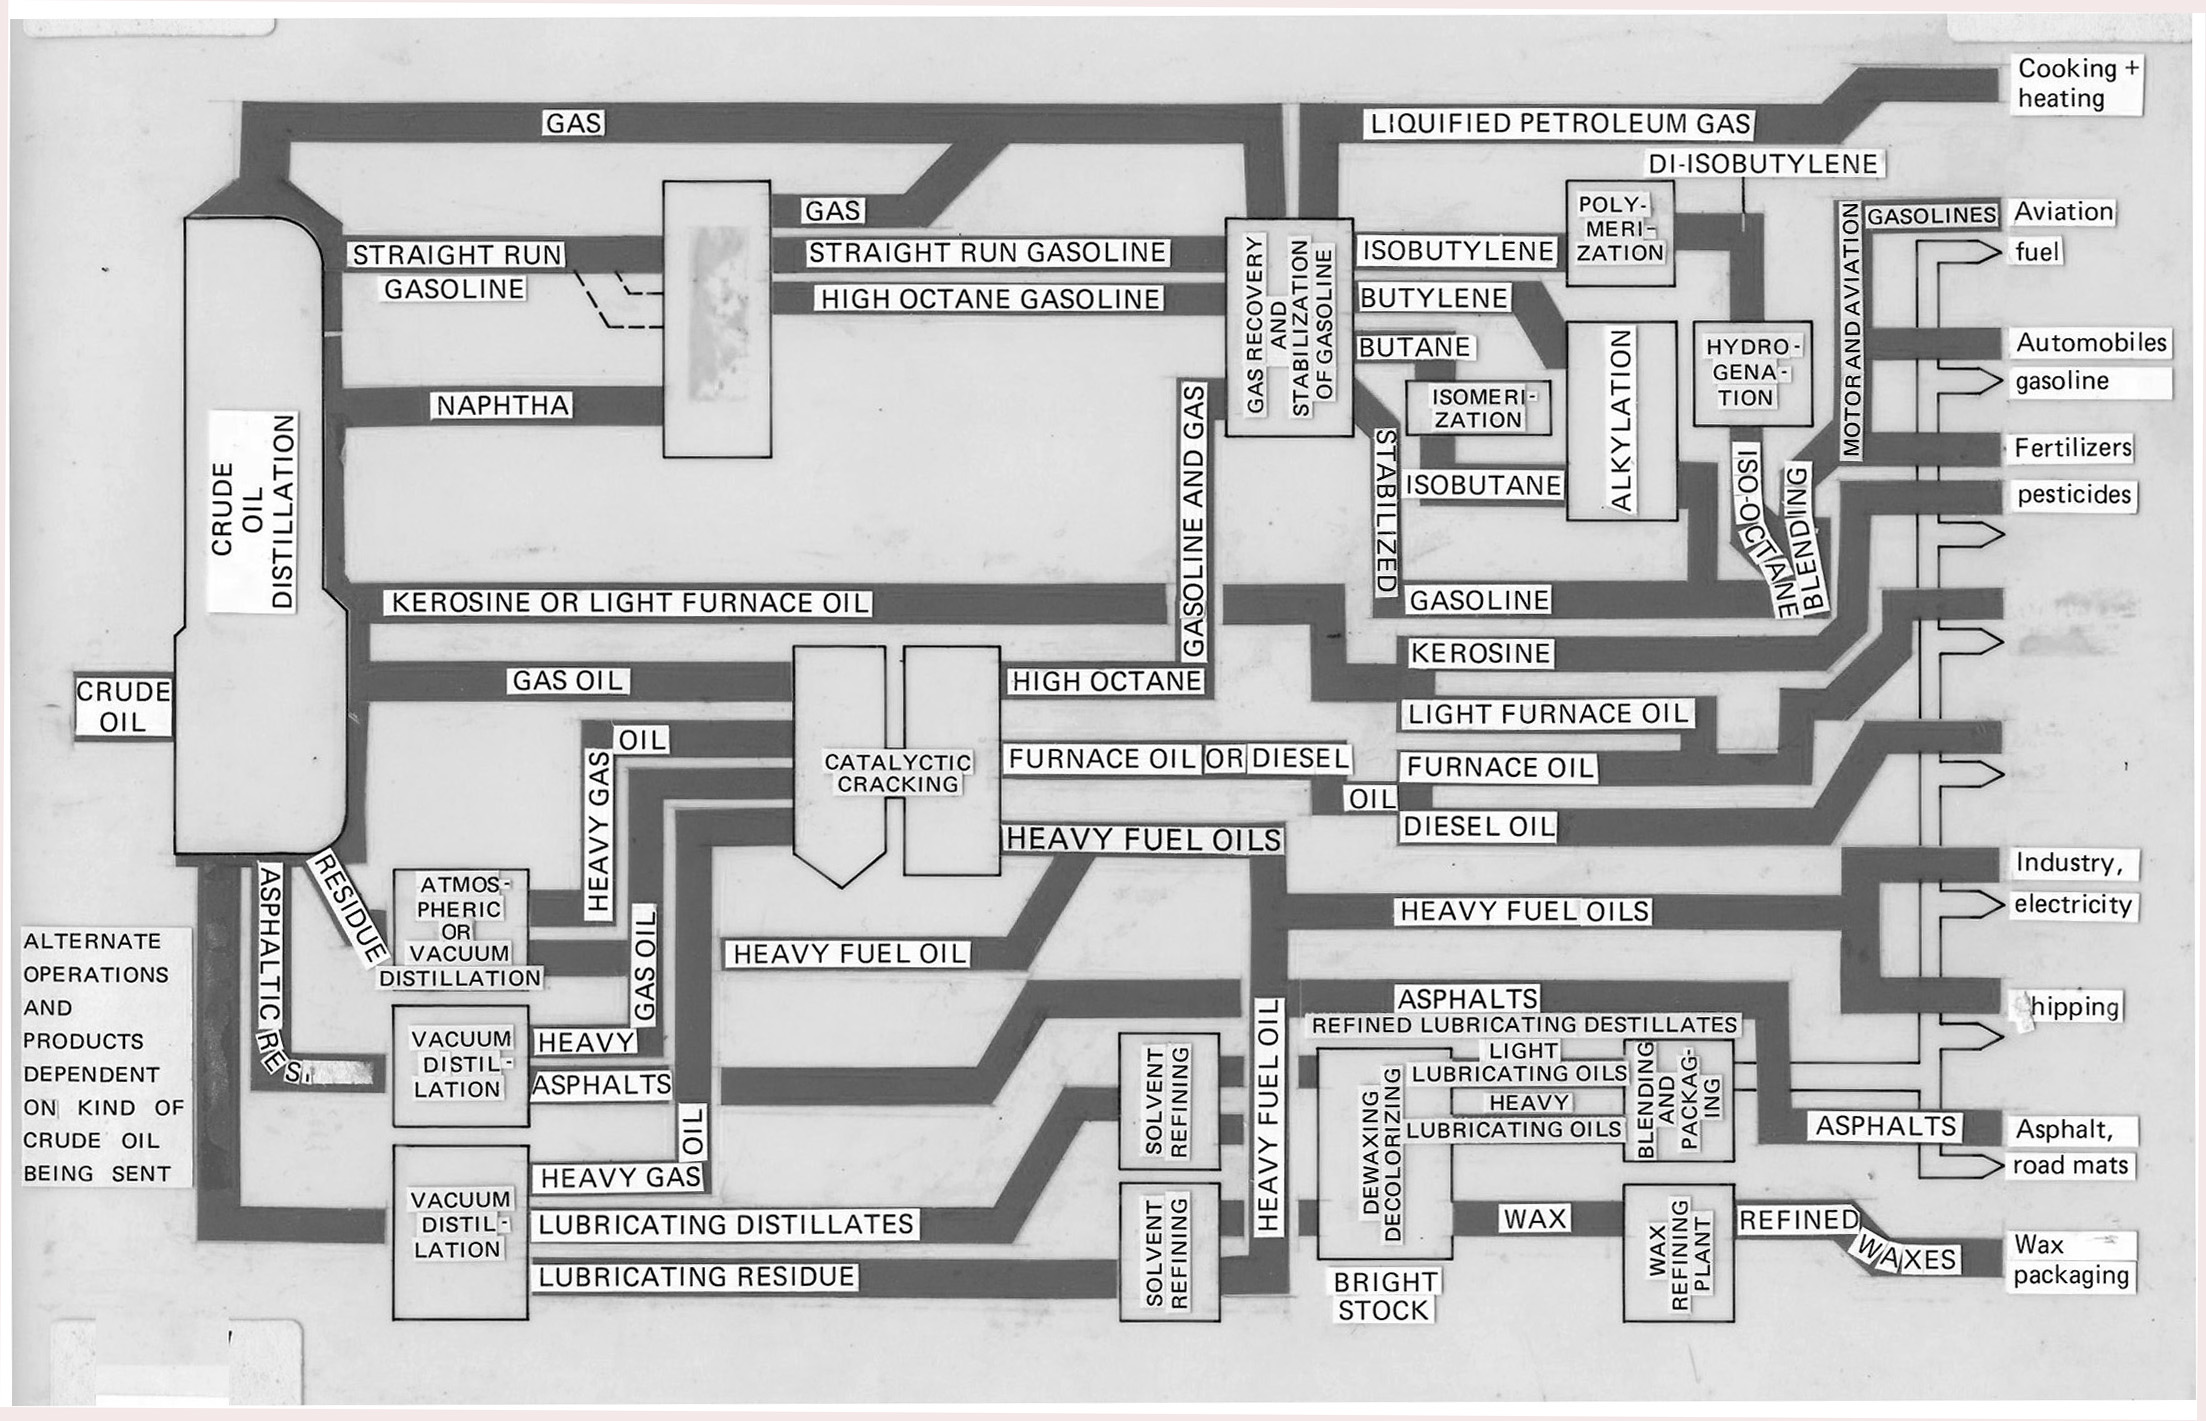 Cooking +
heating
GAS
LIQUIFIED PETROLEUM GAS
DI-ISOBUTYLENE
GAS
POLY-
MERI-
ZATION
GASOLINES
Aviation
fuel
STRAIGHT RUN
GASOLINE
STRAIGHT RUN GASOLINE
HIGH OCTANE GASOLINE
GAS RECOVERY
AND
STABILIZATION
OF GASOLINE
ISOBUTYLENE
BUTYLENE
BUTANE
ISOMERI-
ZATION
ISOBUTANE
ALKYLATION
HYDRO-
GENA-
TION
MOTOR AND AVIATION
Automobiles
gasoline
Fertilizers
pesticides
NAPHTHA
CRUDE
OIL
DISTILLATION
GASOLINE AND GAS
STABILIZED
GASOLINE
ISO-OCTANE
BLENDING
KEROSINE OR LIGHT FURNACE OIL
KEROSINE
CRUDE
OIL
GAS OIL
HIGH OCTANE
LIGHT FURNACE OIL
OIL
HEAVY GAS
CATALYCTIC
CRACKING
FURNACE OIL OR DIESEL
OIL
FURNACE OIL
DIESEL OIL
HEAVY FUEL OILS
Industry,
electricity
HEAVY FUEL OILS
HEAVY FUEL OIL
ASPHALTIC RES.
RESIDUE
ATMOS-
PHERIC
OR
VACUUM
DISTILLATION
GAS OIL
ALTERNATE
OPERATIONS
AND
PRODUCTS
DEPENDENT
ON KIND OF
CRUDE OIL
BEING SENT
VACUUM
DISTIL-
LATION
HEAVY
ASPHALTS
ASPHALTS
hipping
REFINED LUBRICATING DESTILLATES
SOLVENT
REFINING
HEAVY FUEL OIL
DEWAXING
DECOLORIZING
LIGHT
LUBRICATING OILS
HEAVY
LUBRICATING OILS
BLENDING
AND
PACKAG-
ING
ASPHALTS
Asphalt,
road mats
OIL
HEAVY GAS
VACUUM
DISTIL-
LATION
LUBRICATING DISTILLATES
LUBRICATING RESIDUE
SOLVENT
REFINING
WAX
WAX
REFINING
PLANT
REFINED
WAXES
Wax
packaging
BRIGHT
STOCK